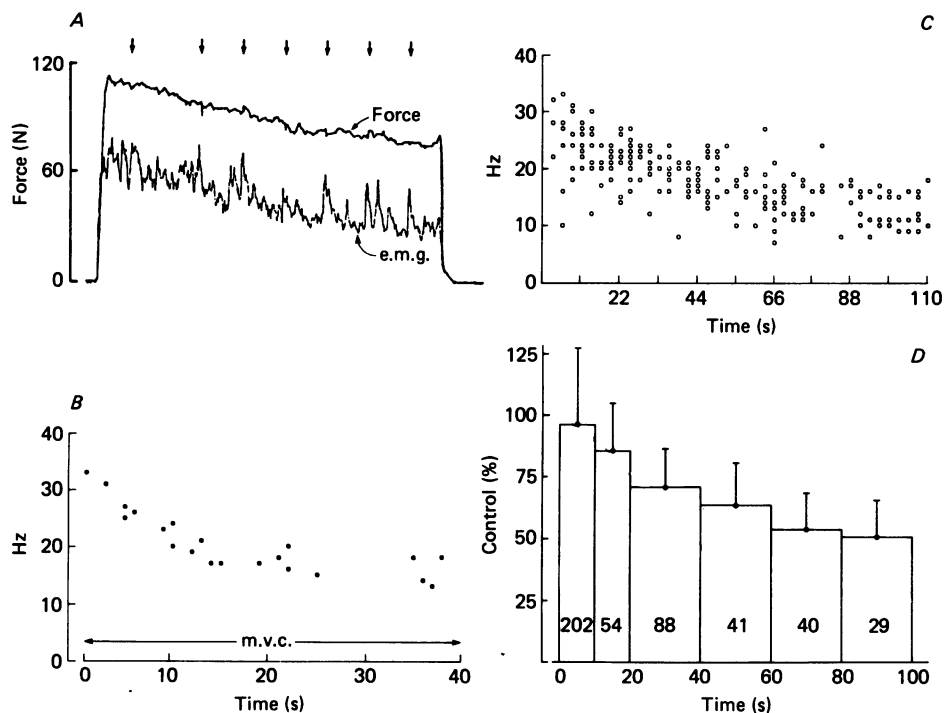 A
Force (N)
120
60
0
Force
e.m.g.
B
Hz
40
30
20
10
0
m.v.c.
0 10 20 30 40
Time (s)
C
Hz
40
30
20
10
0
22 44 66 88 110
Time (s)
D
Control (%)
125
100
75
50
25
202 54 88 41 40 29
0 20 40 60 80 100
Time (s)